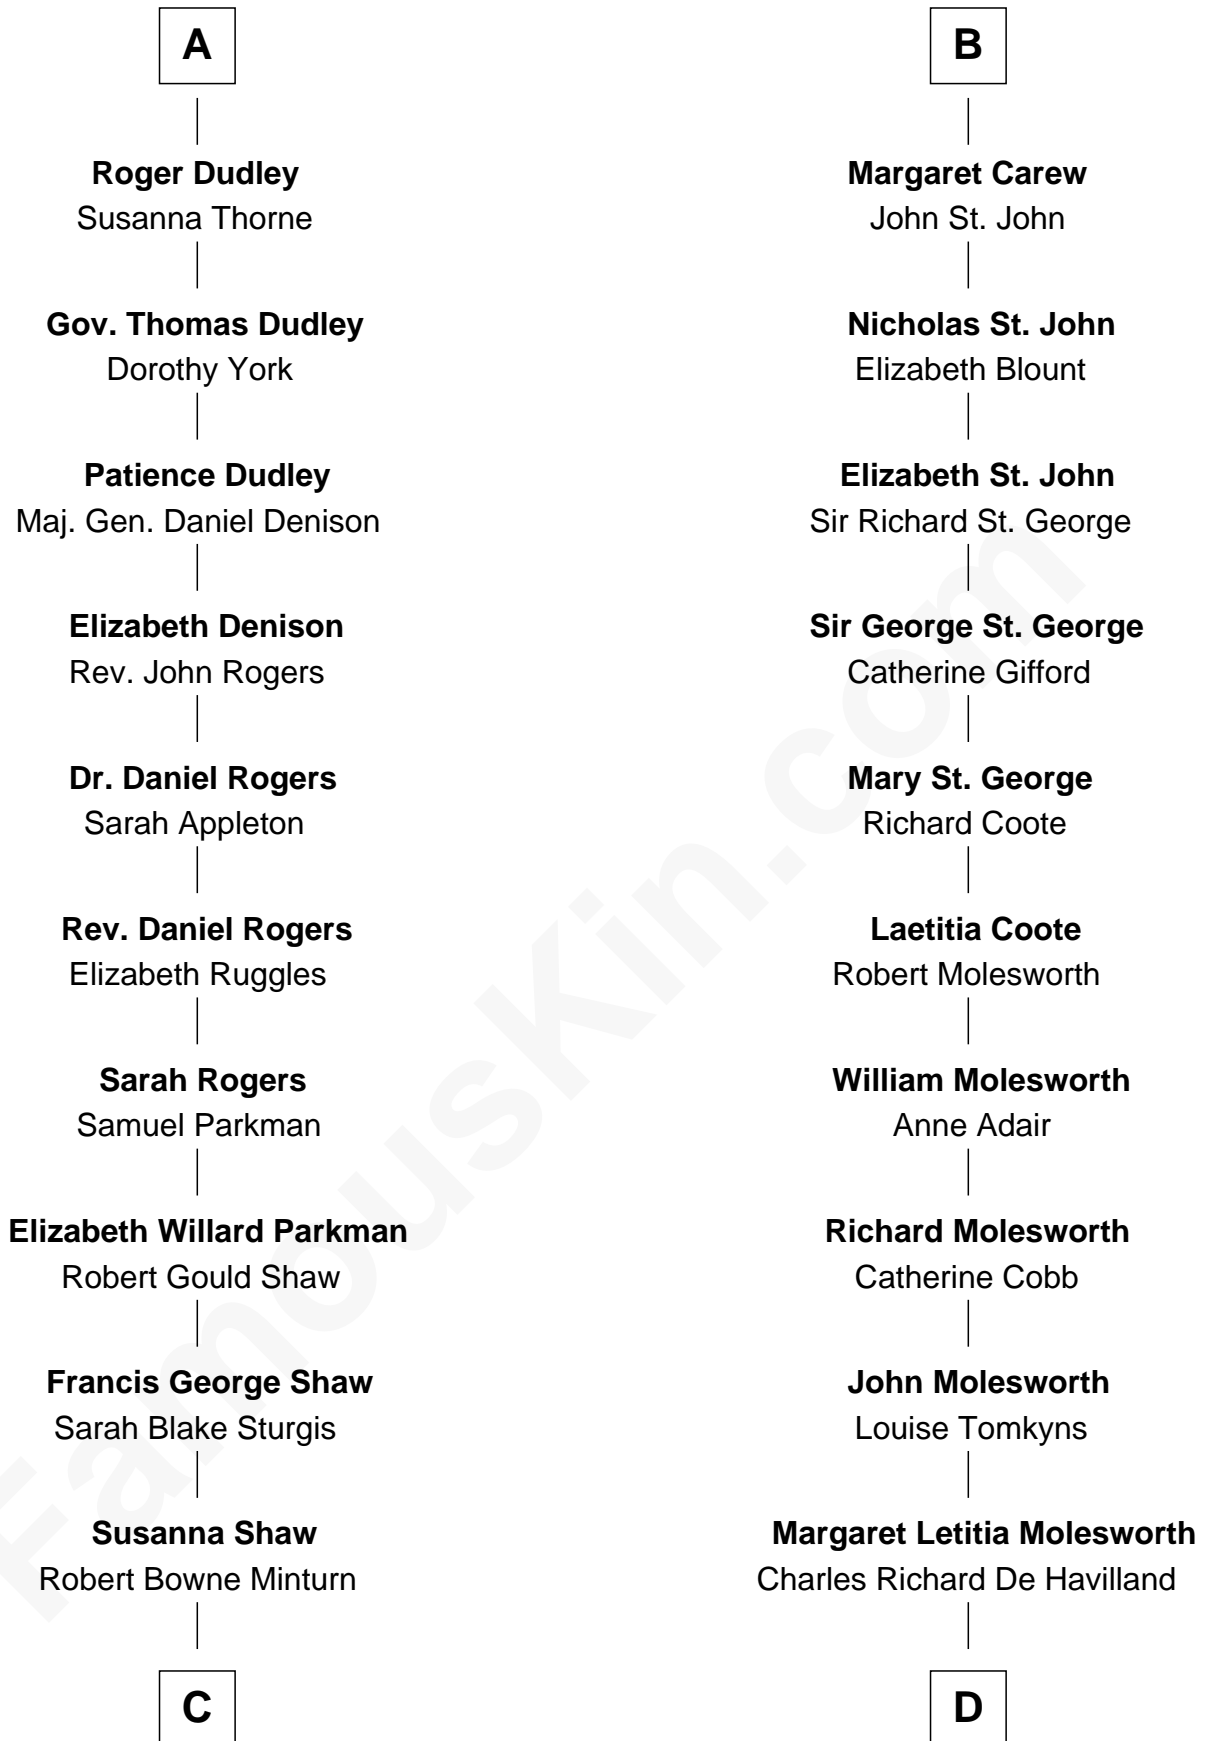 A
Roger Dudley
Susanna Thorne
Gov. Thomas Dudley
Dorothy York
Patience Dudley
Maj. Gen. Daniel Denison
Elizabeth Denison
Rev. John Rogers
Dr. Daniel Rogers
Sarah Appleton
Rev. Daniel Rogers
Elizabeth Ruggles
Sarah Rogers
Samuel Parkman
Elizabeth Willard Parkman
Robert Gould Shaw
Francis George Shaw
Sarah Blake Sturgis
Susanna Shaw
Robert Bowne Minturn
C
B
Margaret Carew
John St. John
Nicholas St. John
Elizabeth Blount
Elizabeth St. John
Sir Richard St. George
Sir George St. George
Catherine Gifford
Mary St. George
Richard Coote
Laetitia Coote
Robert Molesworth
William Molesworth
Anne Adair
Richard Molesworth
Catherine Cobb
John Molesworth
Louise Tomkyns
Margaret Letitia Molesworth
Charles Richard De Havilland
D
FamousKin.com